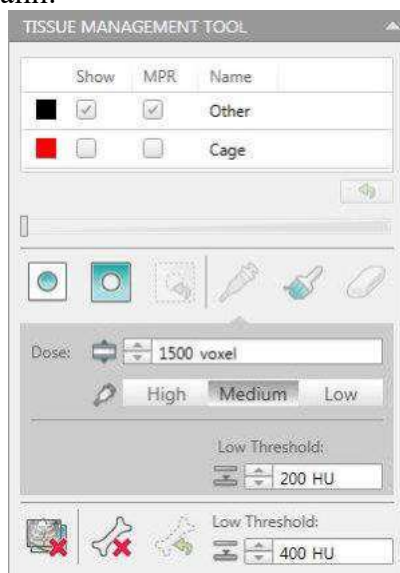 TISSUE MANAGEMENT TOOL
Show MPR Name
Other
Cage
Dose: 1500 voxel
High Medium Low
Low Threshold:
200 HU
Low Threshold:
400 HU